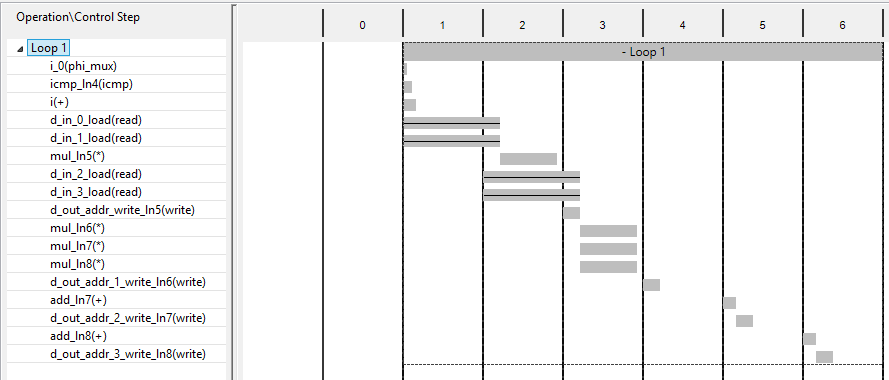 Operation\Control Step
0 1 2 3 4 5 6
Loop 1
- Loop 1
i_0(phi_mux)
icmp_ln4(icmp)
i(+)
d_in_0_load(read)
d_in_1_load(read)
mul_ln5(*)
d_in_2_load(read)
d_in_3_load(read)
d_out_addr_write_ln5(write)
mul_ln6(*)
mul_ln7(*)
mul_ln8(*)
d_out_addr_1_write_ln6(write)
add_ln7(+)
d_out_addr_2_write_ln7(write)
add_ln8(+)
d_out_addr_3_write_ln8(write)